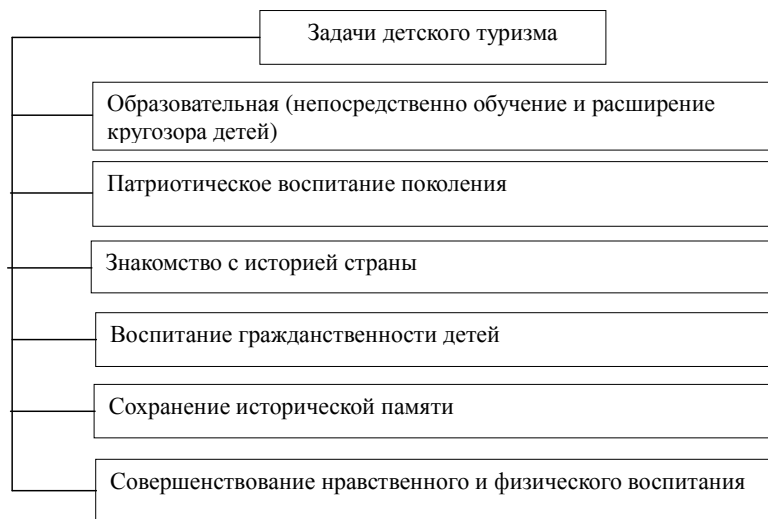 Задачи детского туризма
Образовательная (непосредственно обучение и расширение
кругозора детей)
Патриотическое воспитание поколения
Знакомство с историей страны
Воспитание гражданственности детей
Сохранение исторической памяти
Совершенствование нравственного и физического воспитания